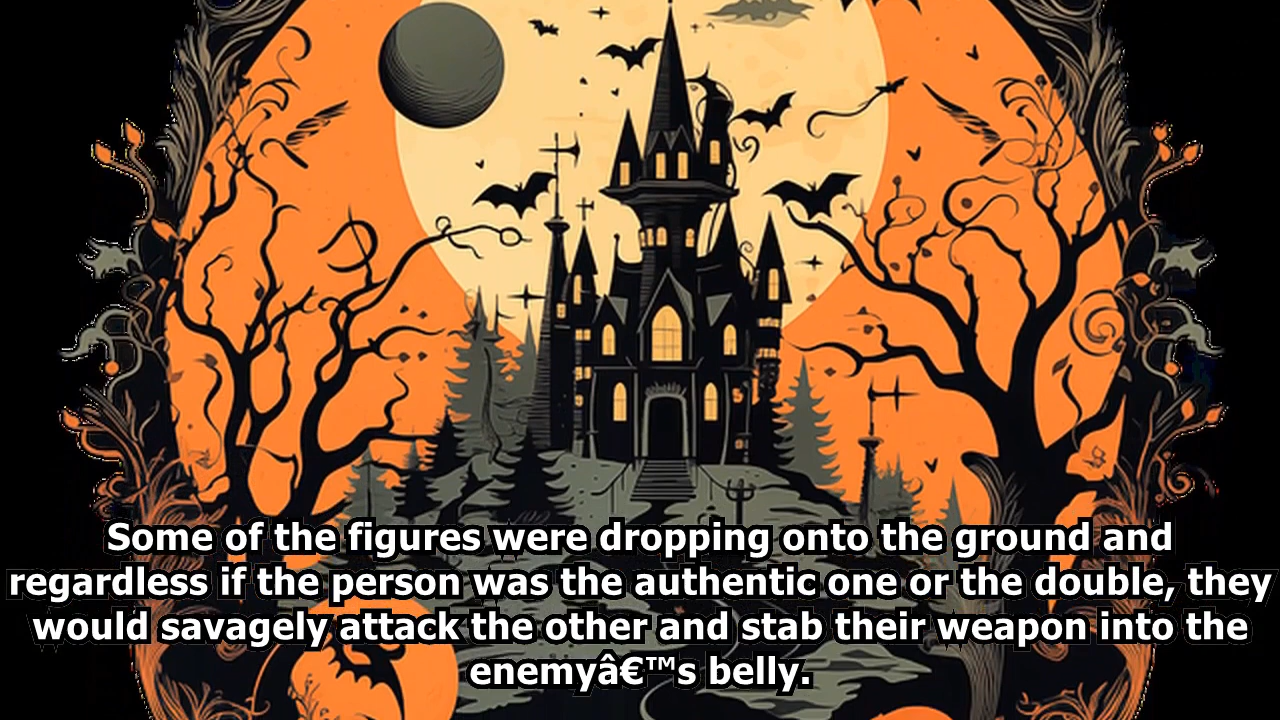 Some of the figures were dropping onto the ground and
regardless if the person was the authentic one or the double, they
would savagely attack the other and stab their weapon into the
enemyâ€™s belly.